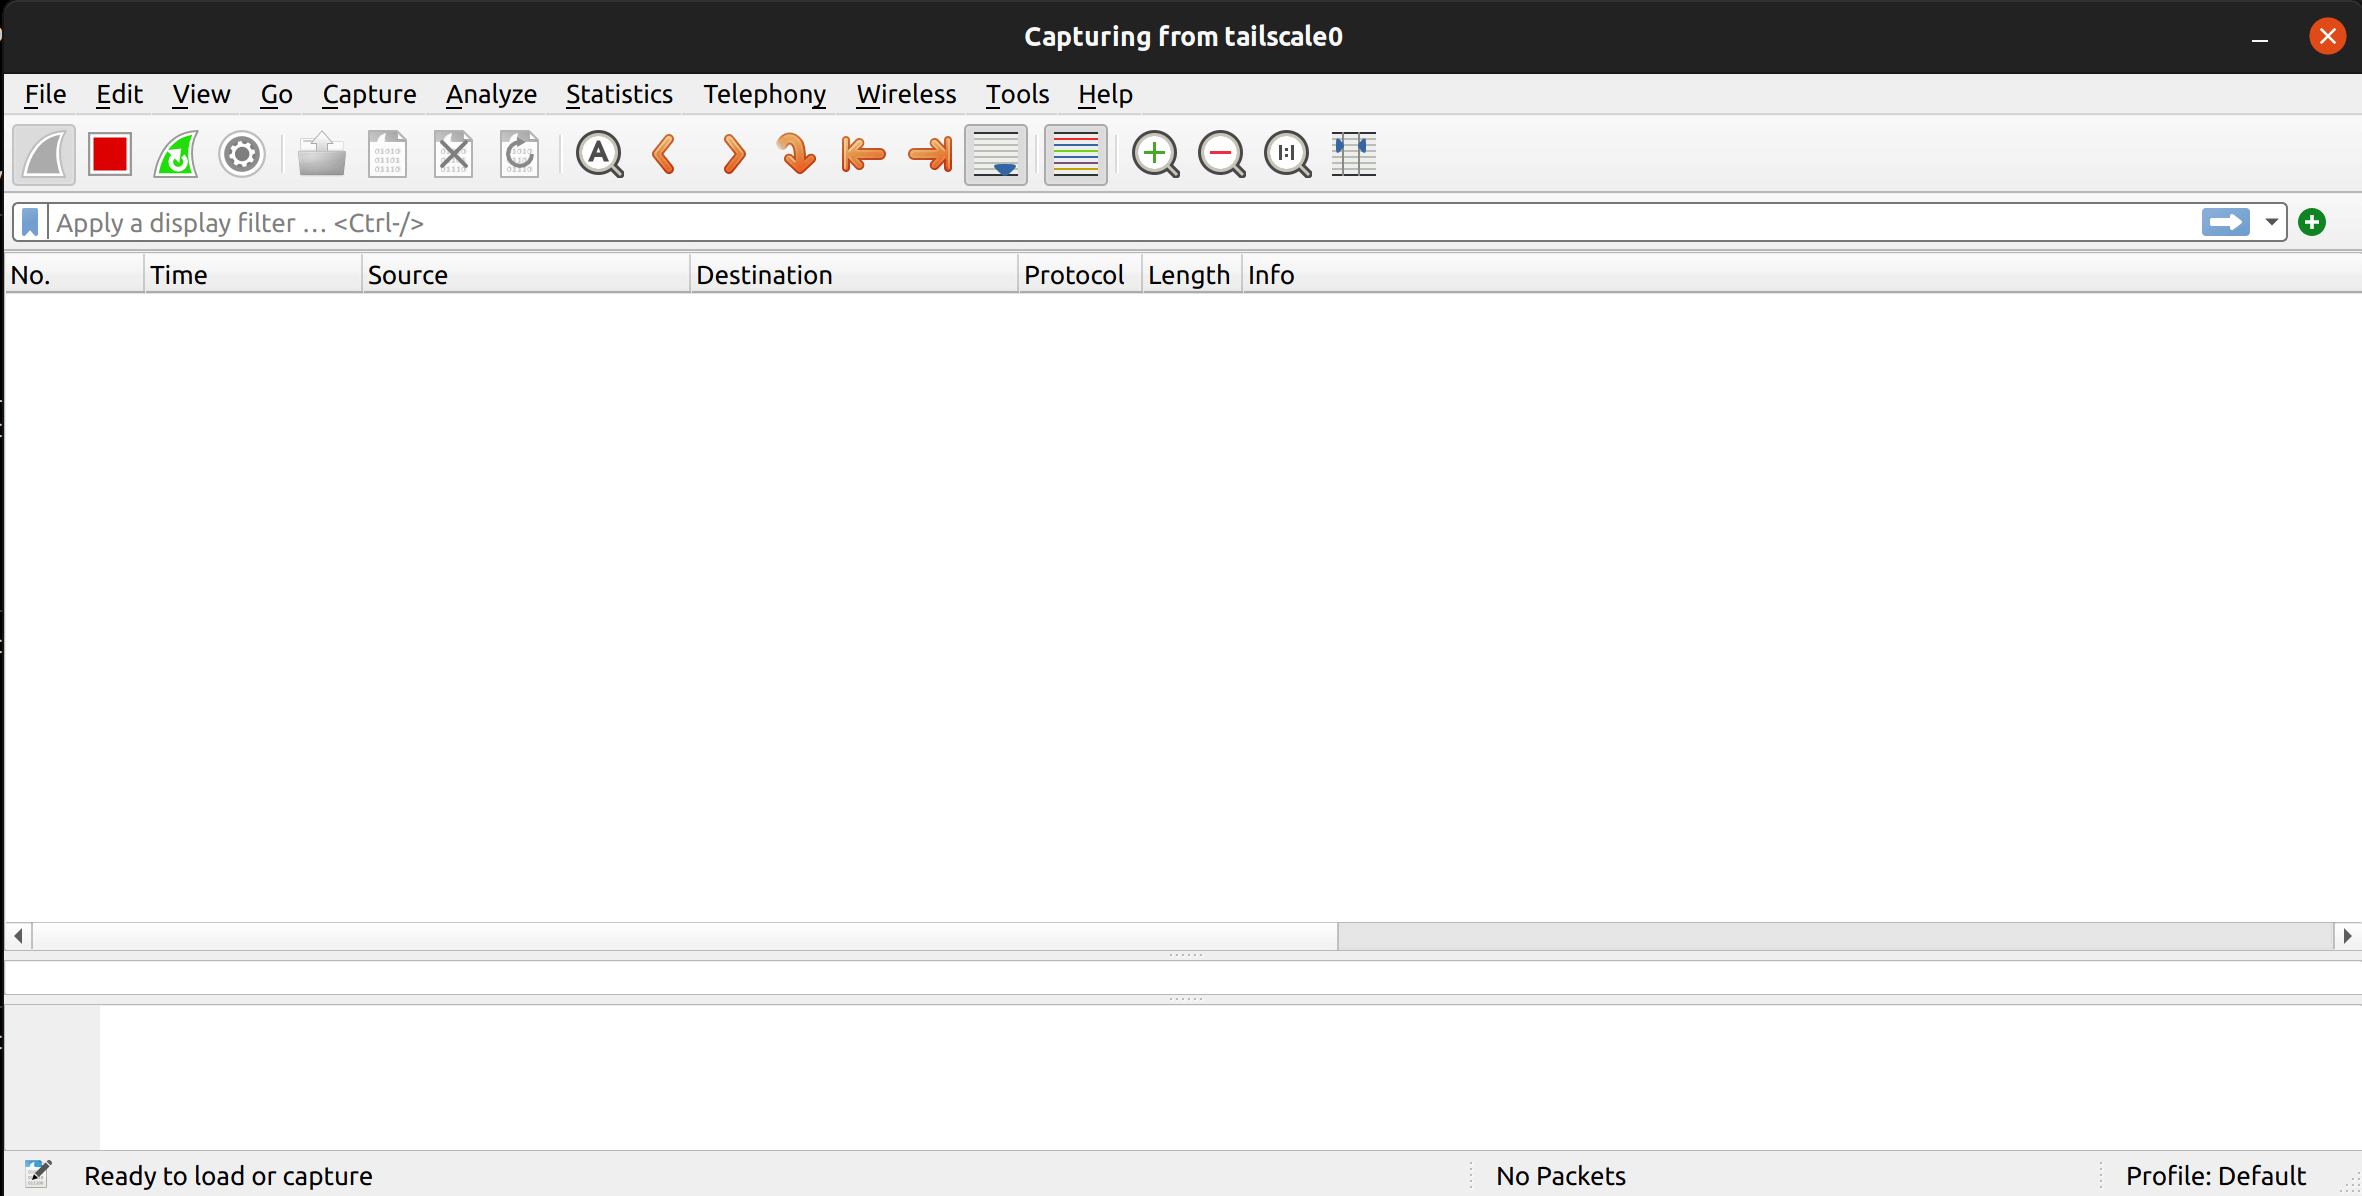 Capturing from tailscale0
File Edit View Go Capture Analyze Statistics Telephony Wireless Tools Help
Apply a display filter … <Ctrl-/>
No. Time Source Destination Protocol Length Info
Ready to load or capture No Packets Profile: Default